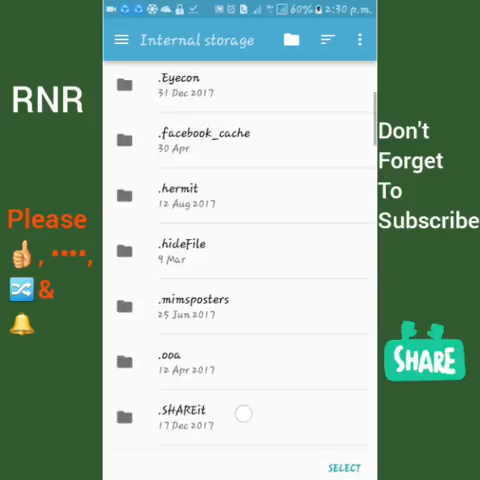 60% 2:30 p.m.
Internal storage
.Eyecon
31 Dec 2017
.facebook_cache
30 Apr
.hermit
12 Aug 2017
.hideFile
9 Mar
.mimsposters
25 Jun 2017
.ooa
12 Apr 2017
.SHAREit
17 Dec 2017
SELECT
RNR
Please
👍, ••••,
🔀 &
🔔
Don't
Forget
To
Subscribe
SHARE